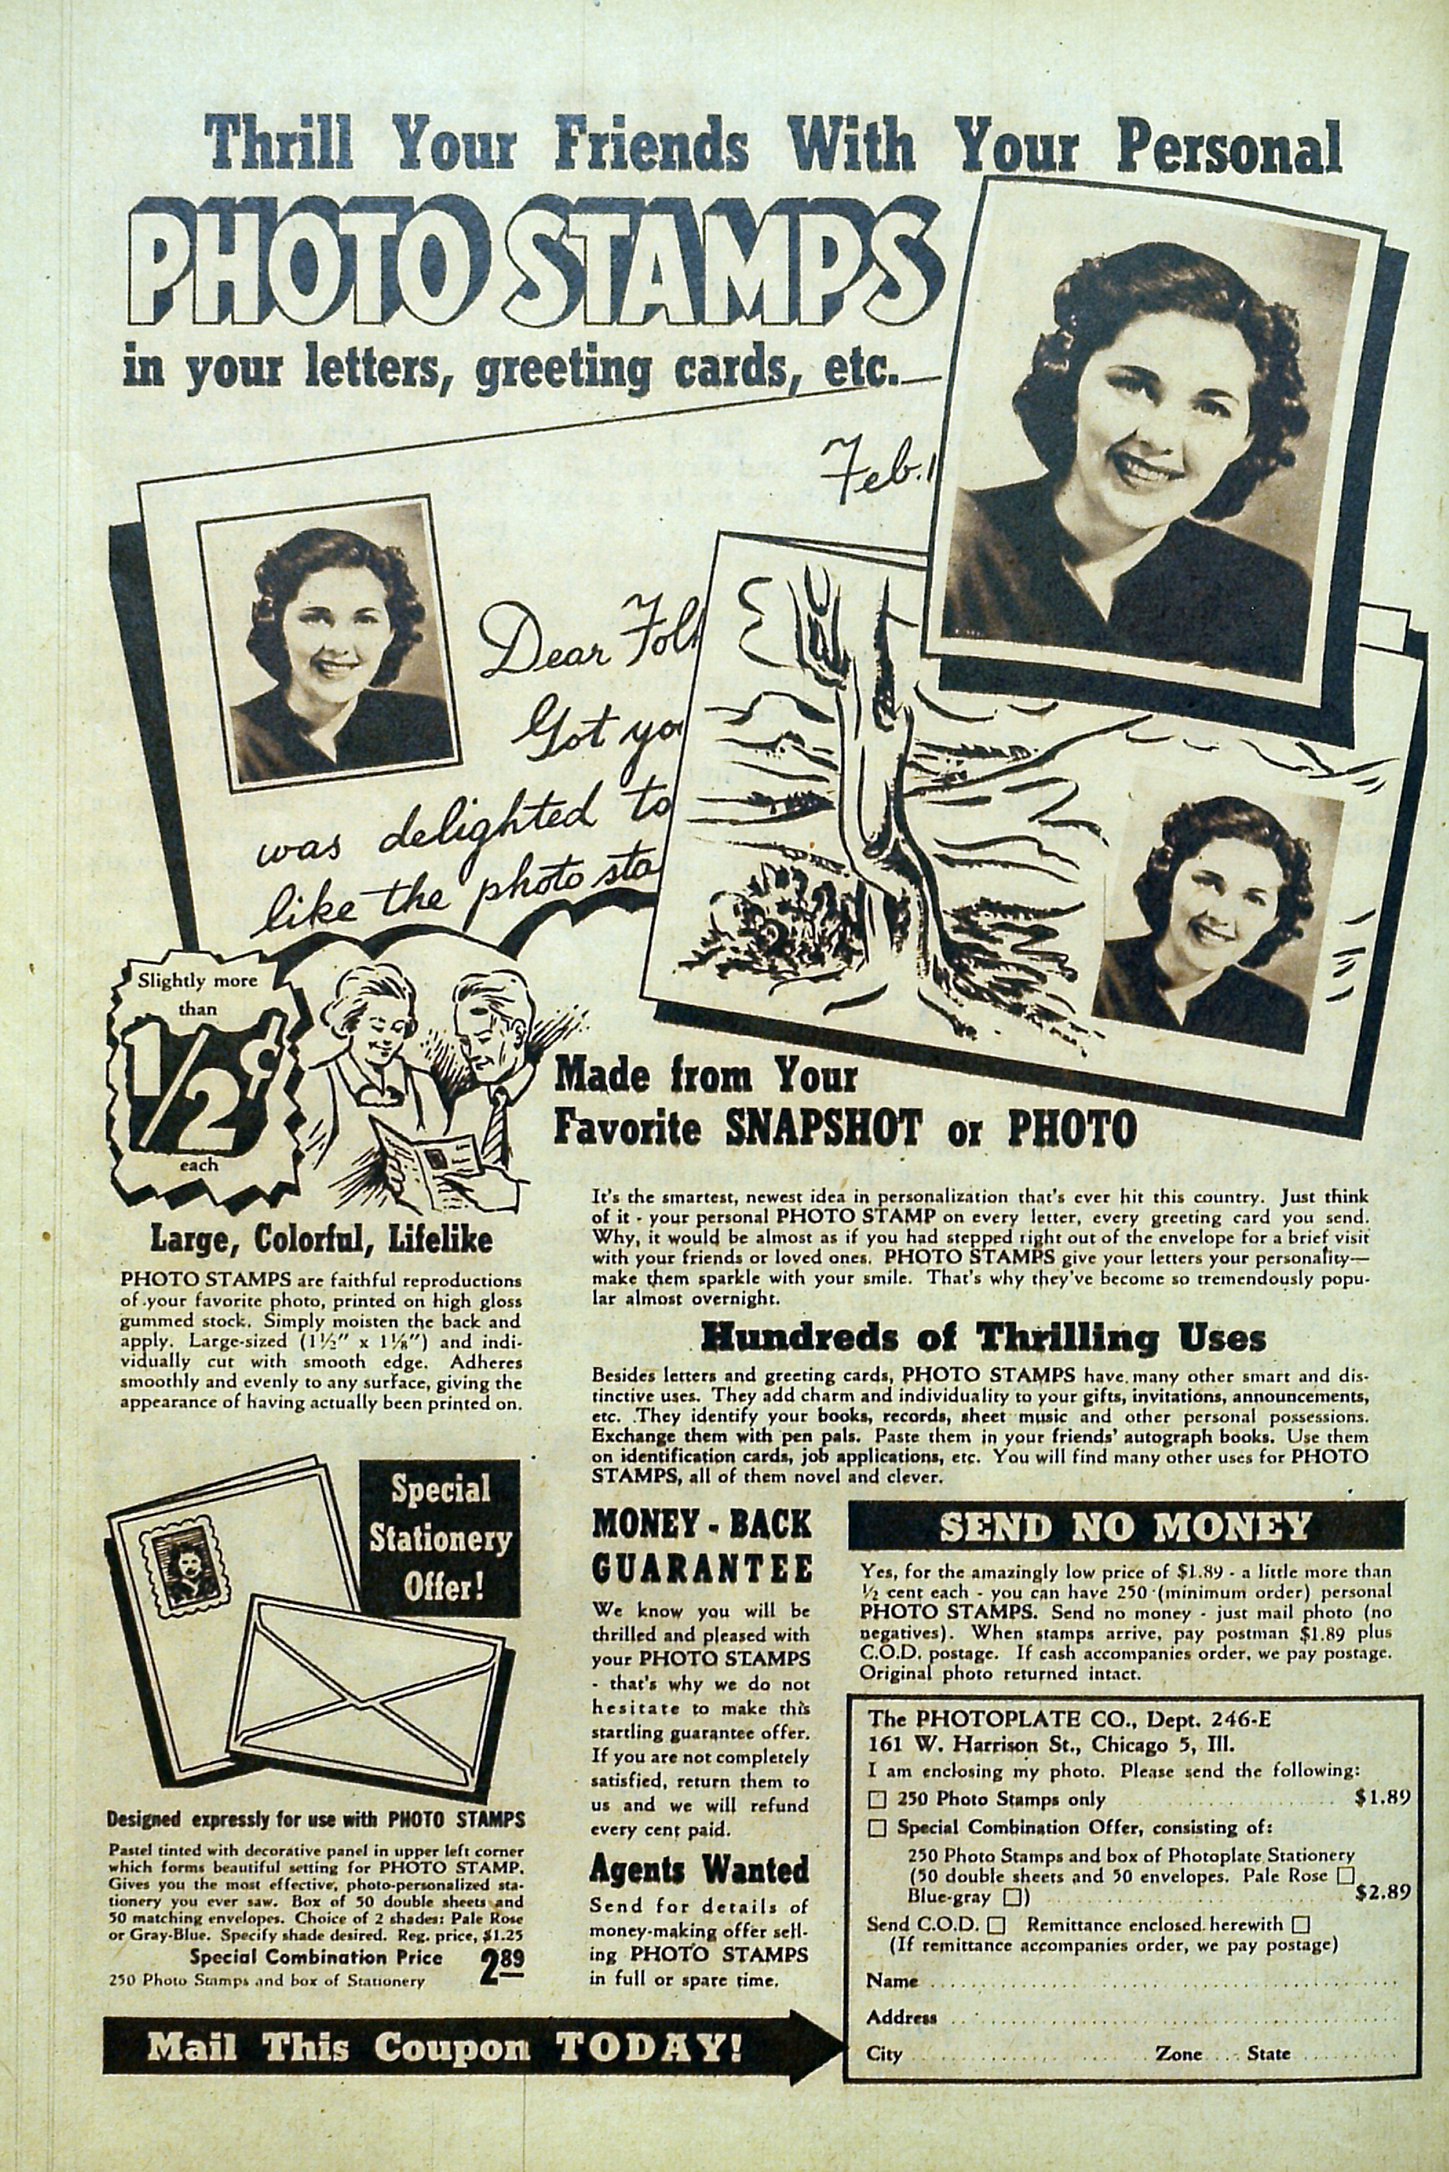 Thrill Your Friends With Your Personal
PHOTO STAMPS
in your letters, greeting cards, etc.
Feb. 1
Dear Fol
Got yo
was delighted to
like the photo sta
Slightly more
than
1/2¢
each
Made from Your
Favorite SNAPSHOT or PHOTO
Large, Colorful, Lifelike
PHOTO STAMPS are faithful reproductions
of your favorite photo, printed on high gloss
gummed stock. Simply moisten the back and
apply. Large-sized (1½" x 1⅛") and indi-
vidually cut with smooth edge. Adheres
smoothly and evenly to any surface, giving the
appearance of having actually been printed on.
It's the smartest, newest idea in personalization that's ever hit this country. Just think
of it - your personal PHOTO STAMP on every letter, every greeting card you send.
Why, it would be almost as if you had stepped right out of the envelope for a brief visit
with your friends or loved ones. PHOTO STAMPS give your letters your personality—
make them sparkle with your smile. That's why they've become so tremendously popu-
lar almost overnight.
Hundreds of Thrilling Uses
Besides letters and greeting cards, PHOTO STAMPS have many other smart and dis-
tinctive uses. They add charm and individuality to your gifts, invitations, announcements,
etc. They identify your books, records, sheet music and other personal possessions.
Exchange them with pen pals. Paste them in your friends' autograph books. Use them
on identification cards, job applications, etc. You will find many other uses for PHOTO
STAMPS, all of them novel and clever.
Special
Stationery
Offer!
Designed expressly for use with PHOTO STAMPS
Pastel tinted with decorative panel in upper left corner
which forms beautiful setting for PHOTO STAMP.
Gives you the most effective, photo-personalized sta-
tionery you ever saw. Box of 50 double sheets and
50 matching envelopes. Choice of 2 shades: Pale Rose
or Gray-Blue. Specify shade desired. Reg. price, $1.25
Special Combination Price
250 Photo Stamps and box of Stationery
2.89
MONEY - BACK
GUARANTEE
We know you will be
thrilled and pleased with
your PHOTO STAMPS
- that's why we do not
hesitate to make this
startling guarantee offer.
If you are not completely
satisfied, return them to
us and we will refund
every cent paid.
Agents Wanted
Send for details of
money-making offer sell-
ing PHOTO STAMPS
in full or spare time.
SEND NO MONEY
Yes, for the amazingly low price of $1.89 - a little more than
½ cent each - you can have 250 (minimum order) personal
PHOTO STAMPS. Send no money - just mail photo (no
negatives). When stamps arrive, pay postman $1.89 plus
C.O.D. postage. If cash accompanies order, we pay postage.
Original photo returned intact.
The PHOTOPLATE CO., Dept. 246-E
161 W. Harrison St., Chicago 5, Ill.
I am enclosing my photo. Please send the following:
250 Photo Stamps only $1.89
Special Combination Offer, consisting of:
250 Photo Stamps and box of Photoplate Stationery
(50 double sheets and 50 envelopes. Pale Rose
Blue-gray ) $2.89
Send C.O.D. Remittance enclosed herewith
(If remittance accompanies order, we pay postage)
Name
Address
City Zone State
Mail This Coupon TODAY!